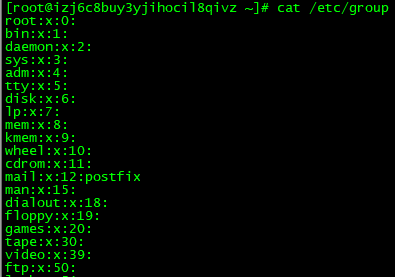 [root@izj6c8buy3yjihocil8qivz ~]# cat /etc/group
root:x:0:
bin:x:1:
daemon:x:2:
sys:x:3:
adm:x:4:
tty:x:5:
disk:x:6:
lp:x:7:
mem:x:8:
kmem:x:9:
wheel:x:10:
cdrom:x:11:
mail:x:12:postfix
man:x:15:
dialout:x:18:
floppy:x:19:
games:x:20:
tape:x:30:
video:x:39:
ftp:x:50: